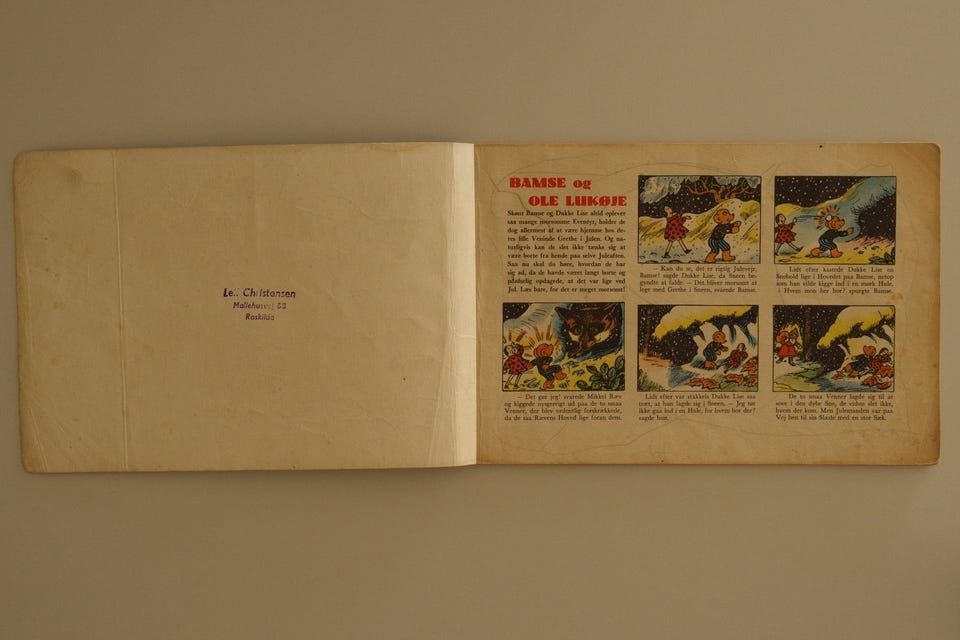 Leif Christensen
Møllehusvej 88
Roskilde
BAMSE og
OLE LUKØJE
Skønt Bamse og Dukke Lise altid oplever
saa mange morsomme Eventyr, holder de
dog allermest af at være hjemme hos de-
res lille Veninde Grethe i Julen. Og na-
turligvis kan de slet ikke tænke sig at
være borte fra hende paa selve Juleaften.
Saa nu skal du høre, hvordan de har
sig ad, da de havde været langt borte og
pludselig opdagede, at det var lige ved
Jul. Læs bare, for det er meget morsomt!
— Kan du se, det er rigtig Julevejr,
Bamse! sagde Dukke Lise, da Sneen be-
gyndte at falde. — Det bliver morsomt at
lege med Grethe i Sneen, svarede Bamse.
Lidt efter kastede Dukke Lise en
Snebold lige i Hovedet paa Bamse, netop
som han vilde kigge ind i en mørk Hule.
— Hvem mon her bor? spurgte Bamse.
— Det gør jeg! svarede Mikkel Ræv
og kiggede nysgerrigt ud paa de to smaa
Venner, der blev ordentlig forskrækkede,
da de saa Rævens Hoved lige foran dem.
Lidt efter var stakkels Dukke Lise saa
træt, at hun lagde sig i Sneen. — Jeg tør
ikke gaa ind i en Hule, for hvem bor der?
sagde hun.
De to smaa Venner lagde sig til at
sove i den dybe Sne, de vidste slet ikke,
hvem der kom. Men Julemanden var paa
Vej hen til sin Slæde med en stor Sæk.